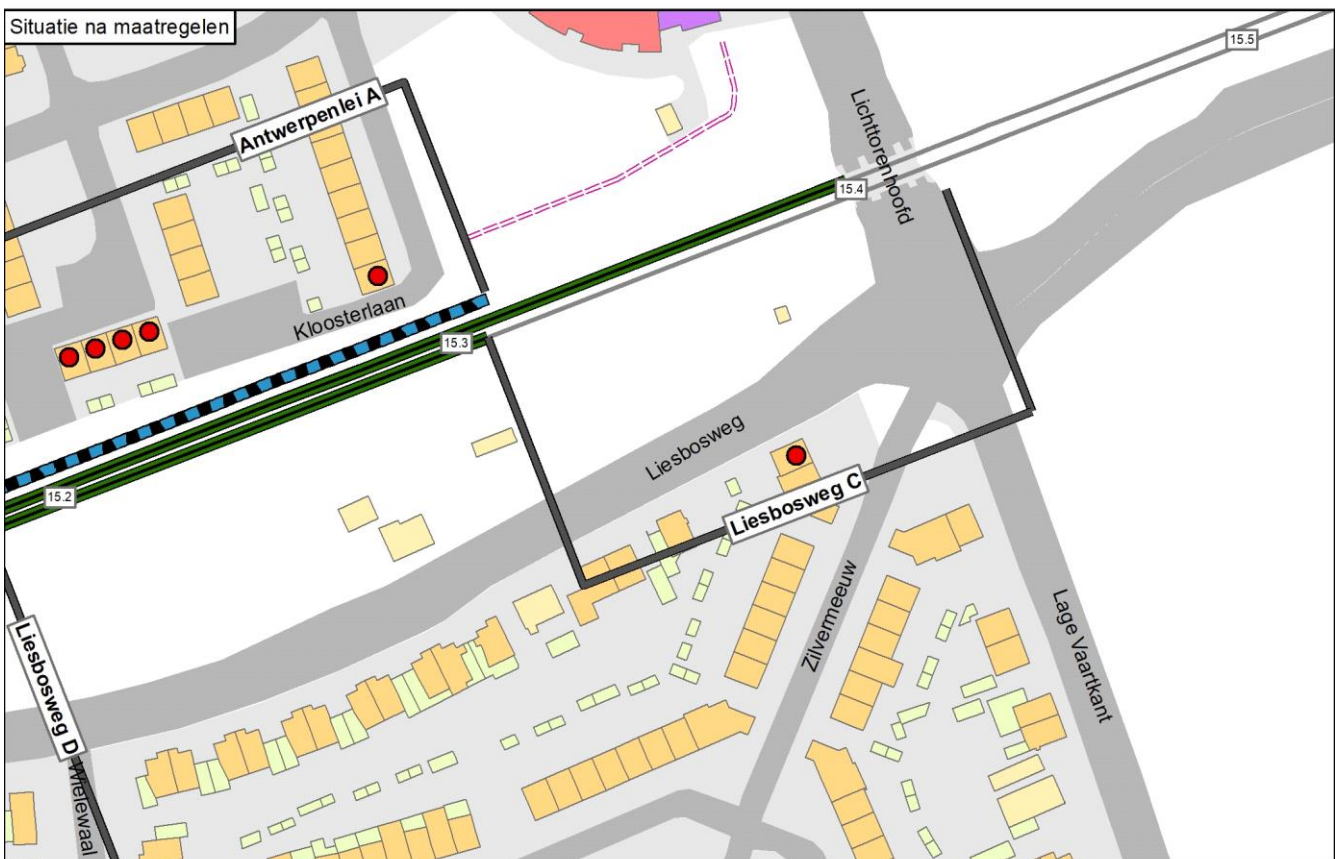 Situatie na maatregelen
15.5
Antwerpenlei A
Lichttorenhoofd
15.4
Kloosterlaan
15.3
Liesbosweg
15.2
Liesbosweg C
Zilvermeeuw
Lage Vaartkant
Liesbosweg D
Wielewaal